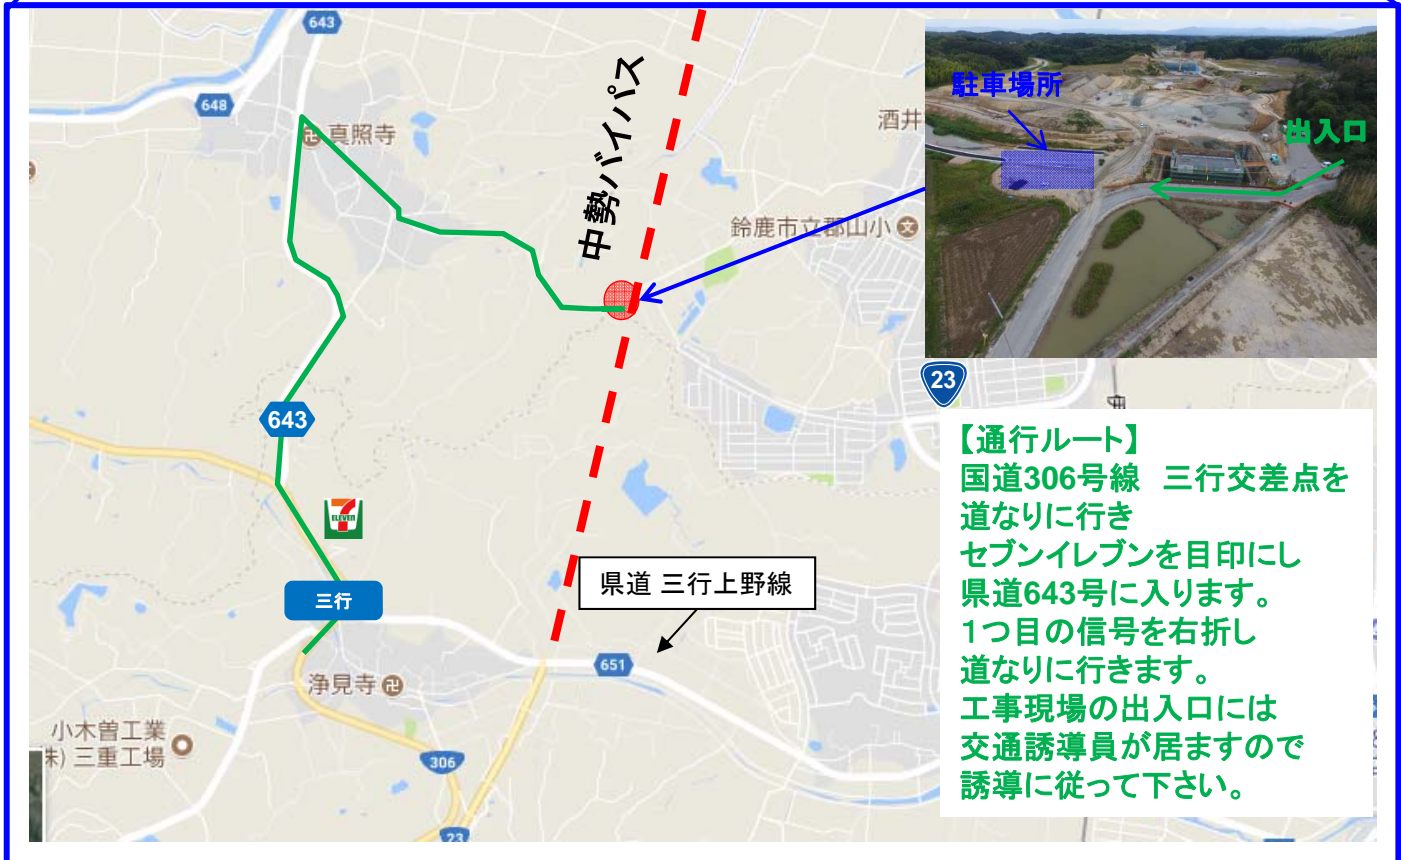 643
648
真照寺
中勢バイパス
酒井
鈴鹿市立郡山小
文
駐車場所
出入口
23
643
7
ELEVEN
三行
県道 三行上野線
651
浄見寺
小木曽工業
株) 三重工場
306
23
【通行ルート】
国道306号線 三行交差点を
道なりに行き
セブンイレブンを目印にし
県道643号に入ります。
1つ目の信号を右折し
道なりに行きます。
工事現場の出入口には
交通誘導員が居ますので
誘導に従って下さい。